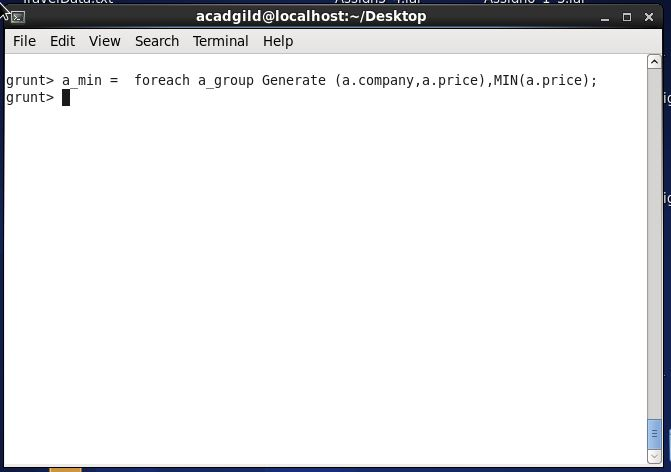 acadgild@localhost:~/Desktop
File Edit View Search Terminal Help
grunt> a_min =  foreach a_group Generate (a.company,a.price),MIN(a.price);
grunt>